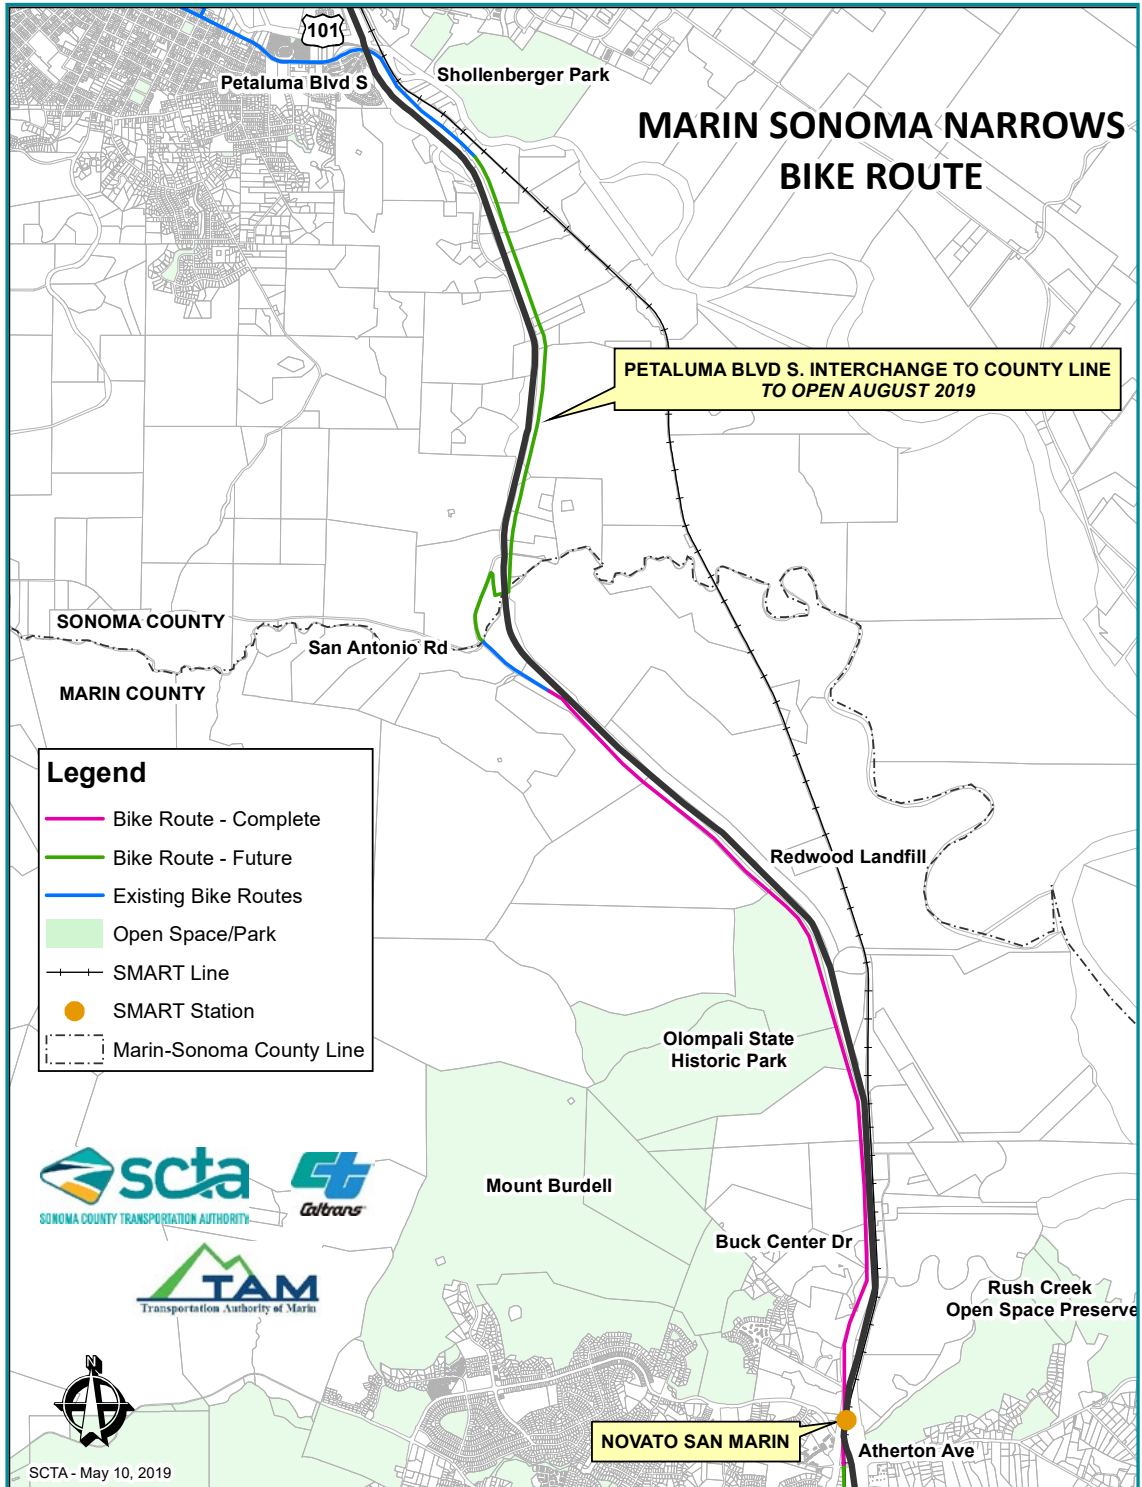 101
Petaluma Blvd S
Shollenberger Park
MARIN SONOMA NARROWS
BIKE ROUTE
PETALUMA BLVD S. INTERCHANGE TO COUNTY LINE
TO OPEN AUGUST 2019
SONOMA COUNTY
San Antonio Rd
MARIN COUNTY
Legend
Bike Route - Complete
Bike Route - Future
Existing Bike Routes
Open Space/Park
SMART Line
SMART Station
Marin-Sonoma County Line
Redwood Landfill
Olompali State
Historic Park
scta
SONOMA COUNTY TRANSPORTATION AUTHORITY
ct
Caltrans
Mount Burdell
TAM
Transportation Authority of Marin
Buck Center Dr
Rush Creek
Open Space Preserve
N
NOVATO SAN MARIN
Atherton Ave
SCTA - May 10, 2019